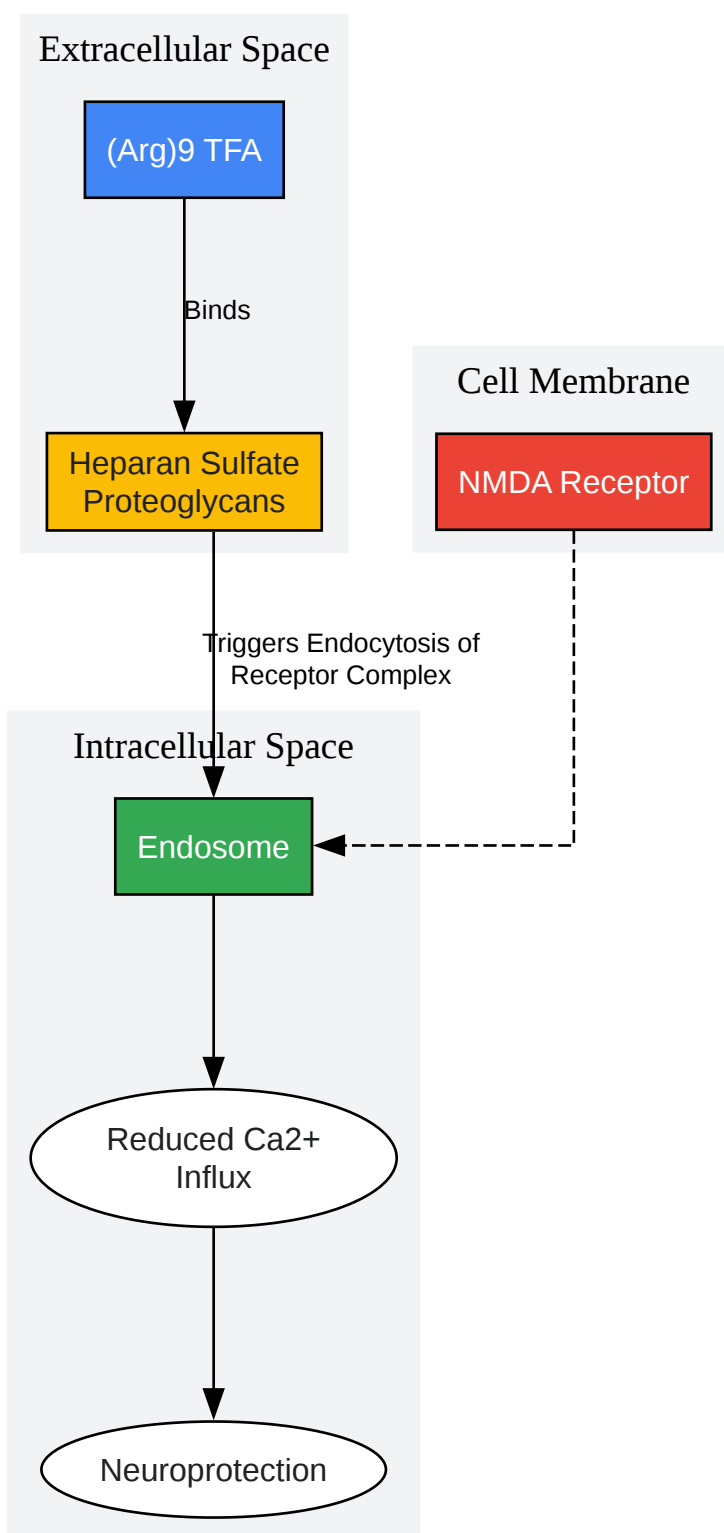 Extracellular Space
(Arg)9 TFA
Binds
Heparan Sulfate
Proteoglycans
Cell Membrane
NMDA Receptor
Triggers Endocytosis of
Receptor Complex
Intracellular Space
Endosome
Reduced Ca2+
Influx
Neuroprotection